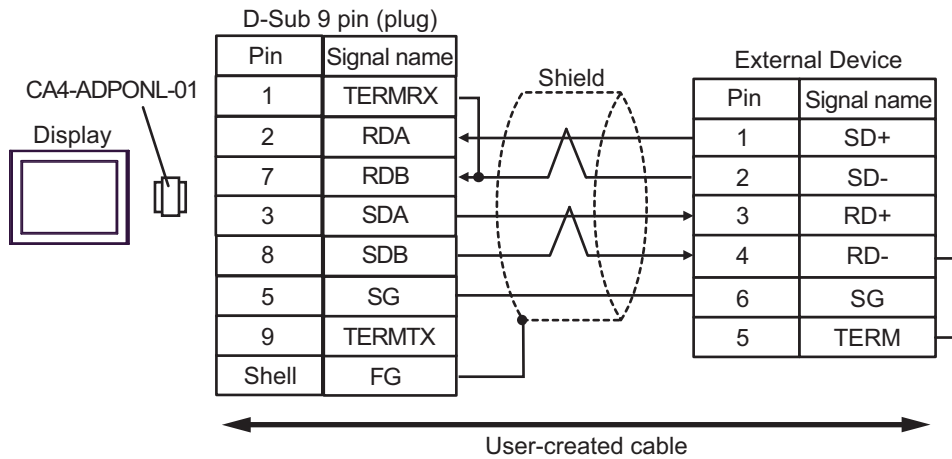 D-Sub 9 pin (plug)
Pin Signal name
1 TERMRX
2 RDA
7 RDB
3 SDA
8 SDB
5 SG
9 TERMTX
Shell FG
CA4-ADPONL-01
Display
Shield
External Device
Pin Signal name
1 SD+
2 SD-
3 RD+
4 RD-
6 SG
5 TERM
User-created cable